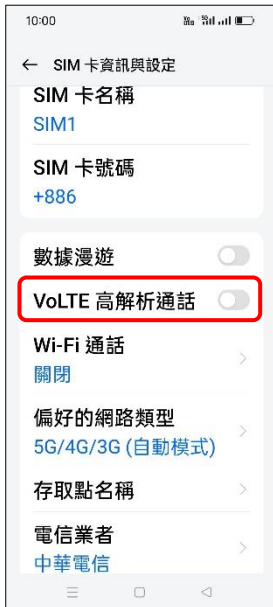 10:00
← SIM 卡資訊與設定
SIM 卡名稱
SIM1
SIM 卡號碼
+886
數據漫遊
VoLTE 高解析通話
Wi-Fi 通話
關閉
偏好的網路類型
5G/4G/3G (自動模式)
存取點名稱
電信業者
中華電信